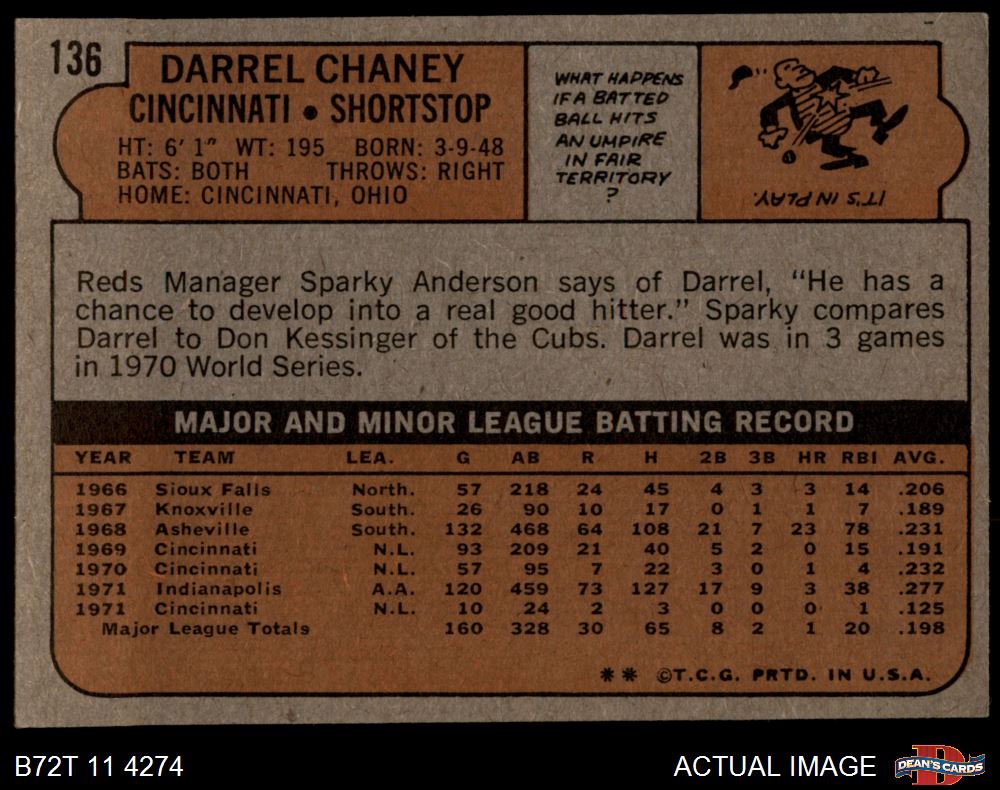 136
DARREL CHANEY
CINCINNATI • SHORTSTOP
HT: 6' 1" WT: 195 BORN: 3-9-48
BATS: BOTH THROWS: RIGHT
HOME: CINCINNATI, OHIO
WHAT HAPPENS
IF A BATTED
BALL HITS
AN UMPIRE
IN FAIR
TERRITORY
?
IT'S IN PLAY.
Reds Manager Sparky Anderson says of Darrel, "He has a
chance to develop into a real good hitter." Sparky compares
Darrel to Don Kessinger of the Cubs. Darrel was in 3 games
in 1970 World Series.
MAJOR AND MINOR LEAGUE BATTING RECORD
YEAR TEAM LEA. G AB R H 2B 3B HR RBI AVG.
1966 Sioux Falls North. 57 218 24 45 4 3 3 14 .206
1967 Knoxville South. 26 90 10 17 0 1 1 7 .189
1968 Asheville South. 132 468 64 108 21 7 23 78 .231
1969 Cincinnati N.L. 93 209 21 40 5 2 0 15 .191
1970 Cincinnati N.L. 57 95 7 22 3 0 1 4 .232
1971 Indianapolis A.A. 120 459 73 127 17 9 3 38 .277
1971 Cincinnati N.L. 10 24 2 3 0 0 0 1 .125
Major League Totals 160 328 30 65 8 2 1 20 .198
** ©T.C.G. PRTD. IN U.S.A.
B72T 11 4274
ACTUAL IMAGE
D
DEAN'S CARDS